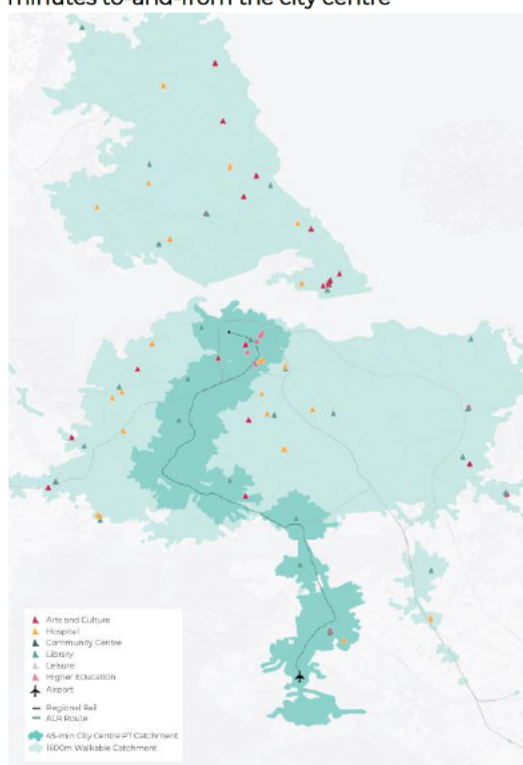 minutes to-and-from the city centre
Arts and Culture
Hospital
Community Centre
Library
Leisure
Higher Education
Airport
Regional Rail
ALR Route
45-min City Centre PT Catchment
1600m Walkable Catchment